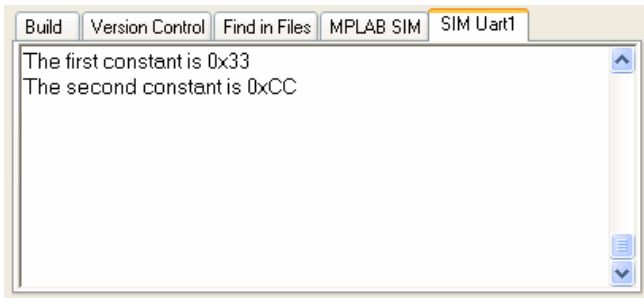 Build Version Control Find in Files MPLAB SIM SIM Uart1
The first constant is 0x33
The second constant is 0xCC